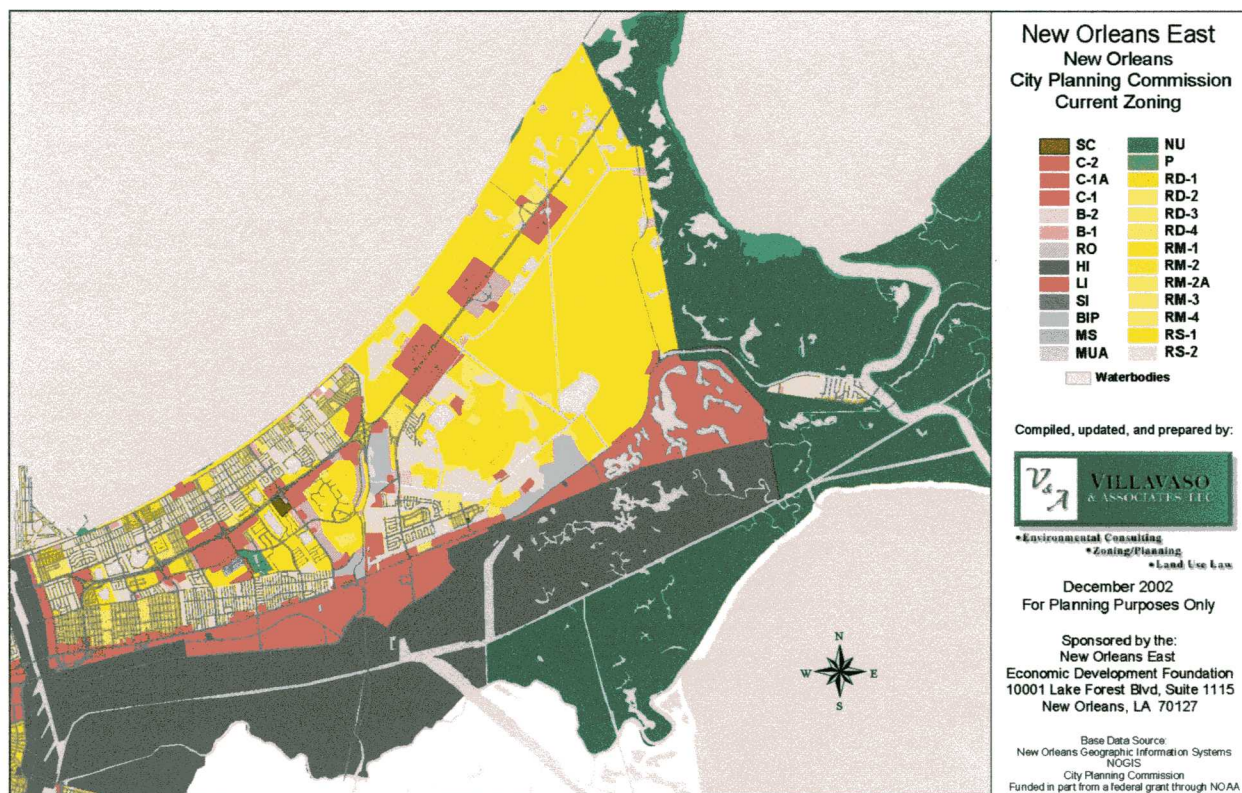 New Orleans East
New Orleans
City Planning Commission
Current Zoning
SC
C-2
C-1A
C-1
B-2
B-1
RO
HI
LI
SI
BIP
MS
MUA
NU
P
RD-1
RD-2
RD-3
RD-4
RM-1
RM-2
RM-2A
RM-3
RM-4
RS-1
RS-2
Waterbodies
Compiled, updated, and prepared by:
V & A
VILLAVASO
& ASSOCIATES, LLC
•Environmental Consulting
•Zoning/Planning
•Land Use Law
December 2002
For Planning Purposes Only
Sponsored by the:
New Orleans East
Economic Development Foundation
10001 Lake Forest Blvd, Suite 1115
New Orleans, LA 70127
Base Data Source:
New Orleans Geographic Information Systems
NOGIS
City Planning Commission
Funded in part from a federal grant through NOAA
N
W E
S